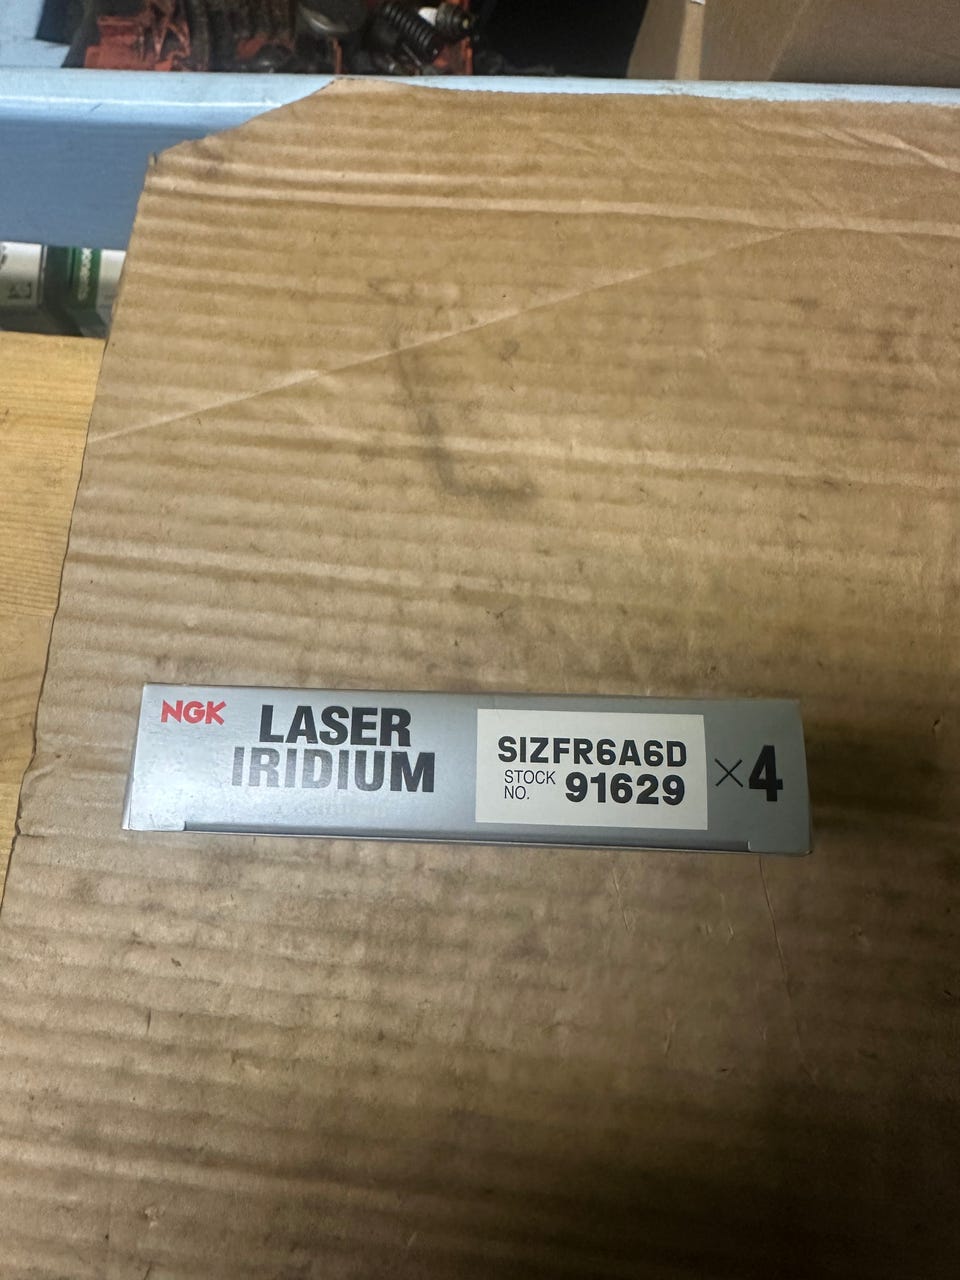 NGK
LASER
IRIDIUM
SIZFR6A6D
STOCK
NO. 91629
×4